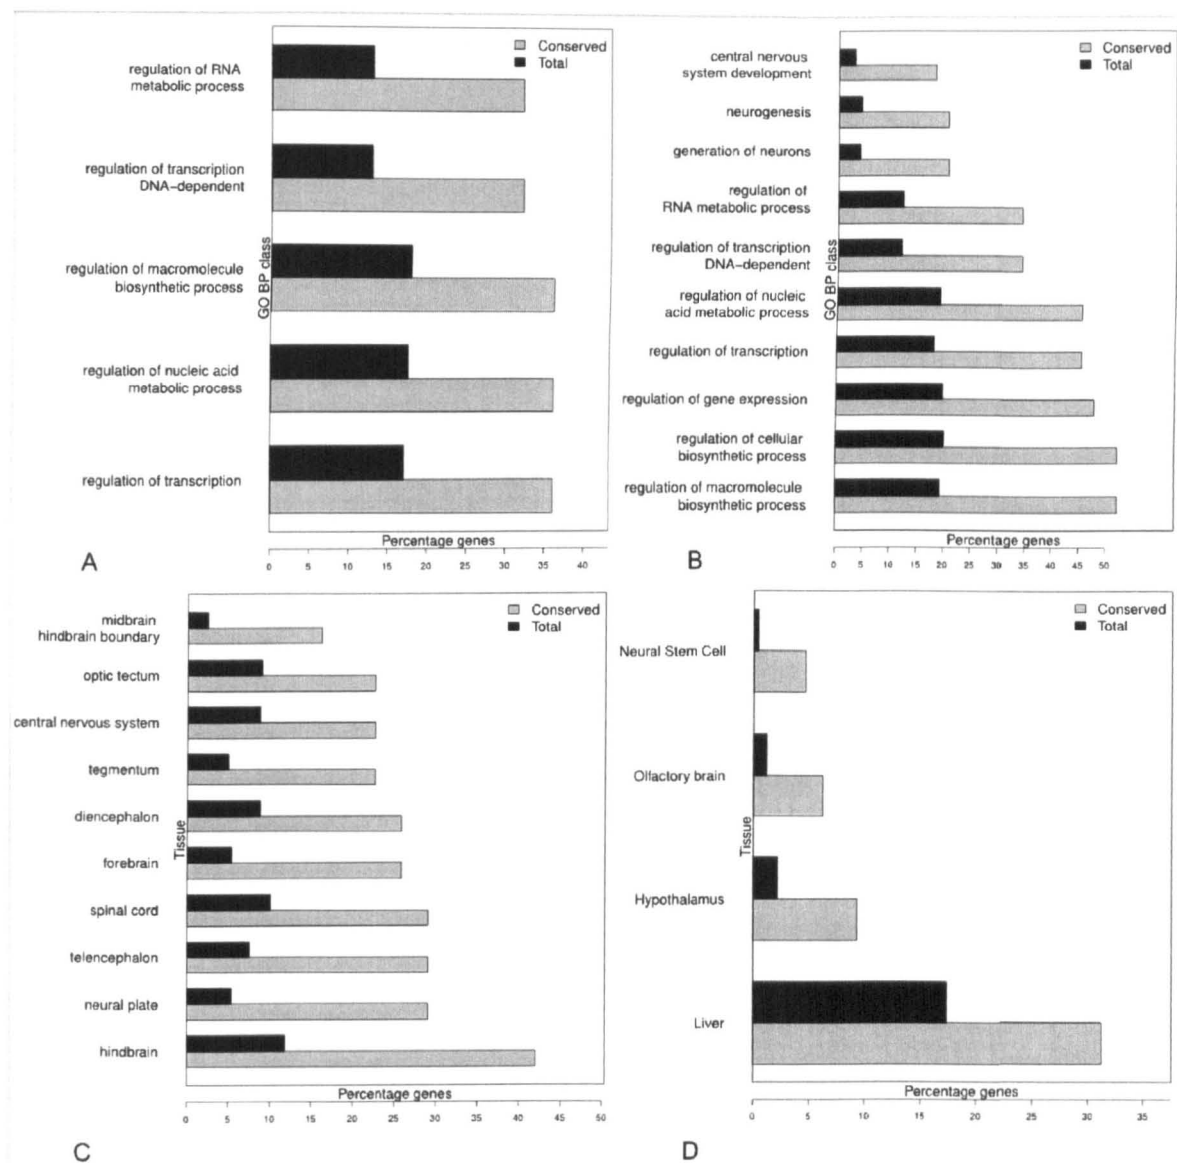 Conserved
Total
regulation of RNA
metabolic process
regulation of transcription
DNA-dependent
regulation of macromolecule
biosynthetic process
regulation of nucleic acid
metabolic process
regulation of transcription
GO BP class
Percentage genes
0 5 10 15 20 25 30 35 40
A
Conserved
Total
central nervous
system development
neurogenesis
generation of neurons
regulation of
RNA metabolic process
regulation of transcription
DNA-dependent
regulation of nucleic
acid metabolic process
regulation of transcription
regulation of gene expression
regulation of cellular
biosynthetic process
regulation of macromolecule
biosynthetic process
GO BP class
Percentage genes
0 5 10 15 20 25 30 35 40 45 50
B
Conserved
Total
midbrain
hindbrain boundary
optic tectum
central nervous system
tegmentum
diencephalon
forebrain
spinal cord
telencephalon
neural plate
hindbrain
Tissue
Percentage genes
0 5 10 15 20 25 30 35 40 45 50
C
Conserved
Total
Neural Stem Cell
Olfactory brain
Hypothalamus
Liver
Tissue
Percentage genes
0 5 10 15 20 25 30 35
D